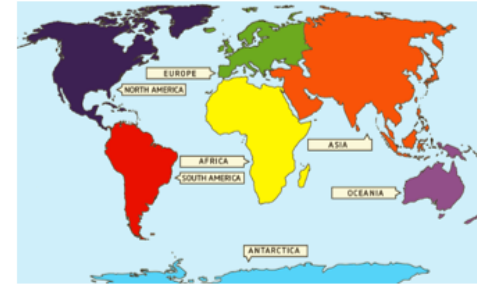 EUROPE
NORTH AMERICA
ASIA
AFRICA
SOUTH AMERICA
OCEANIA
ANTARCTICA